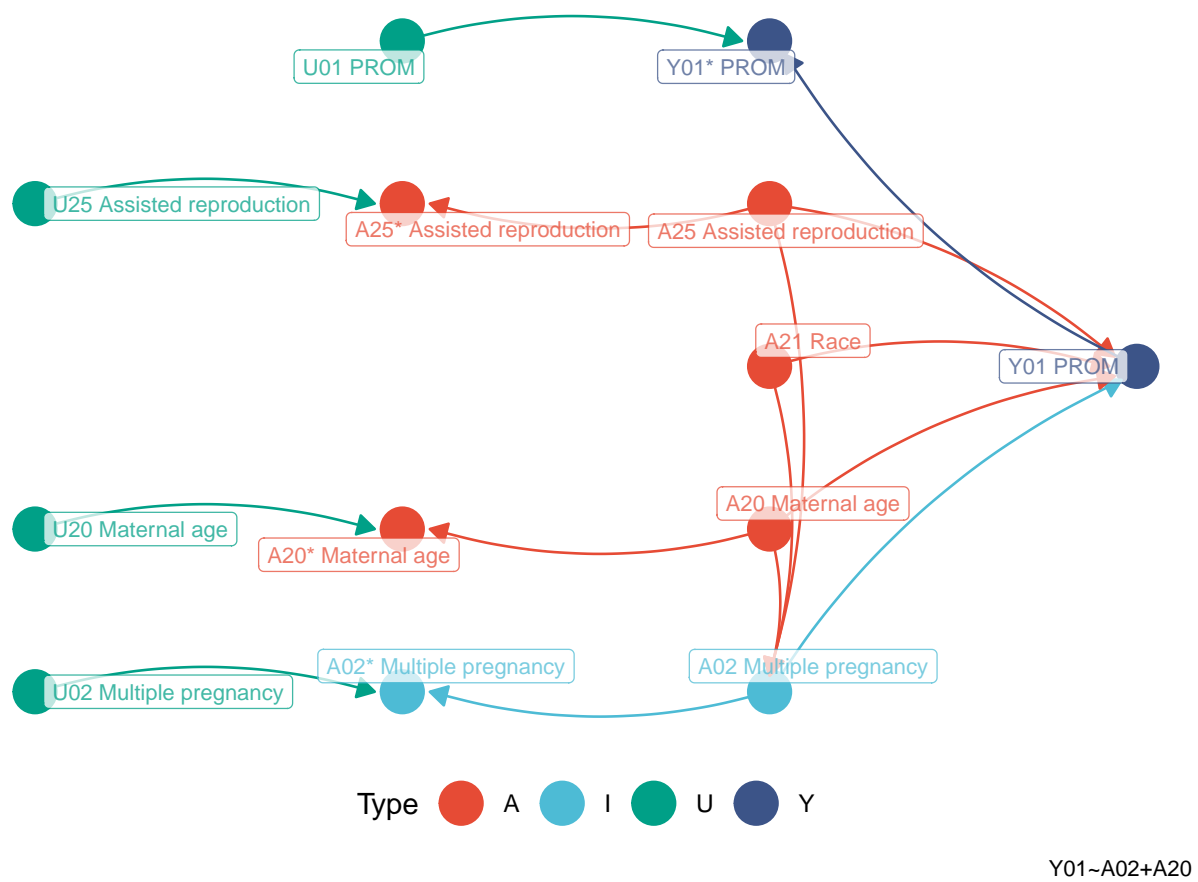 U01 PROM
Y01* PROM
U25 Assisted reproduction
A25* Assisted reproduction
A25 Assisted reproduction
A21 Race
Y01 PROM
A20 Maternal age
U20 Maternal age
A20* Maternal age
A02* Multiple pregnancy
A02 Multiple pregnancy
U02 Multiple pregnancy
Type A I U Y
Y01~A02+A20